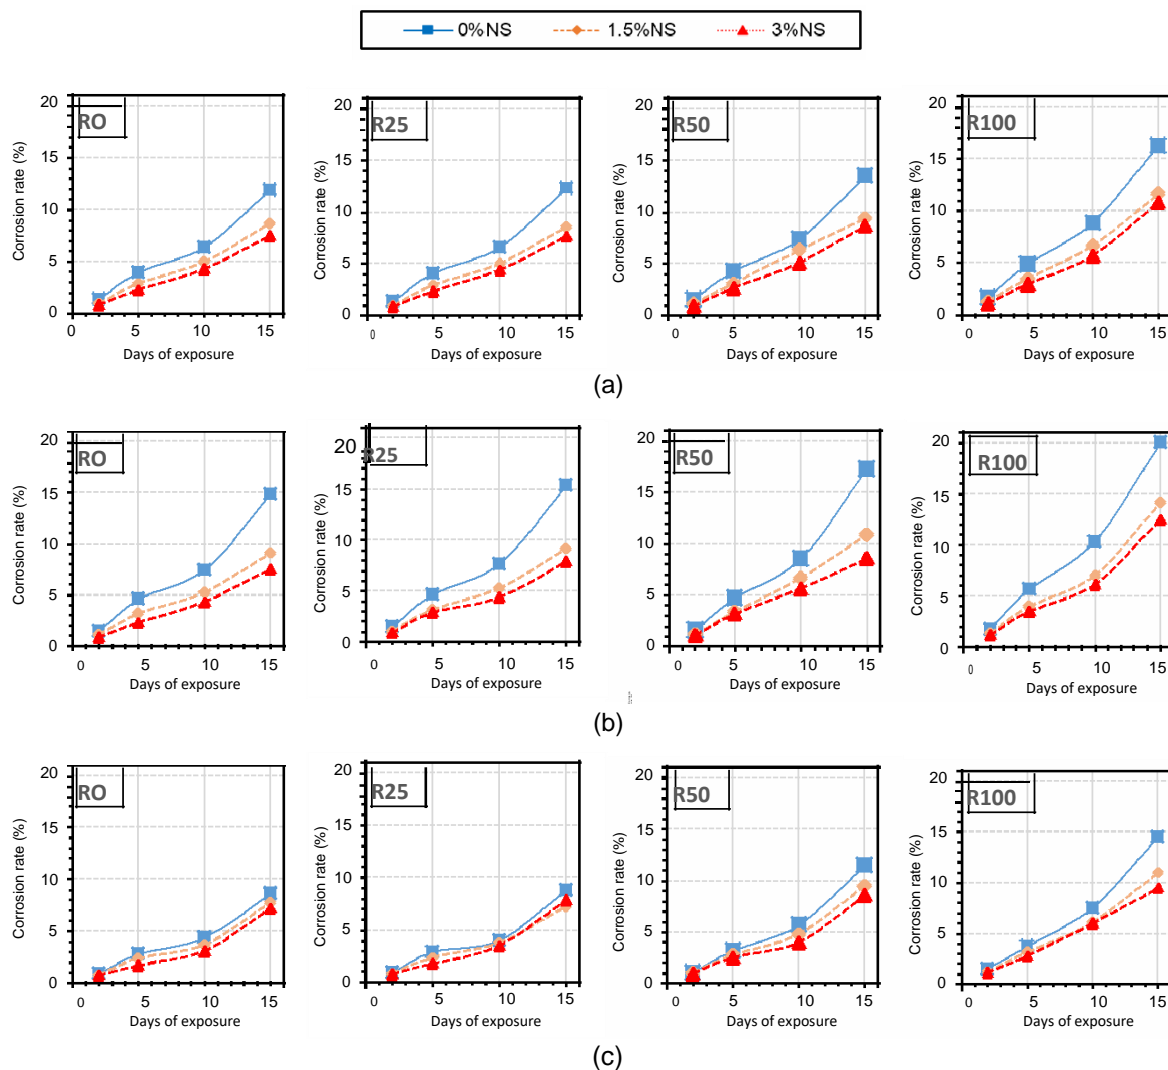 0%NS 1.5%NS 3%NS
20 20 20 20
RO R25 R50 R100
15 15 15 15
10 10 10 10
5 5 5 5
0 0 0 0
0 5 10 15 0 5 10 15 0 5 10 15 0 5 10 15
Corrosion rate (%) Corrosion rate (%) Corrosion rate (%) Corrosion rate (%)
Days of exposure Days of exposure Days of exposure Days of exposure
(a)
20 20 20 20
RO R25 R50 R100
15 15 15 15
10 10 10 10
5 5 5 5
0 0 0 0
0 5 10 15 0 5 10 15 0 5 10 15 0 5 10 15
Corrosion rate (%) Corrosion rate (%) Corrosion rate (%) Corrosion rate (%)
Days of exposure Days of exposure Days of exposure Days of exposure
(b)
20 20 20 20
RO R25 R50 R100
15 15 15 15
10 10 10 10
5 5 5 5
0 0 0 0
0 5 10 15 0 5 10 15 0 5 10 15 0 5 10 15
Corrosion rate (%) Corrosion rate (%) Corrosion rate (%) Corrosion rate (%)
Days of exposure Days of exposure Days of exposure Days of exposure
(c)